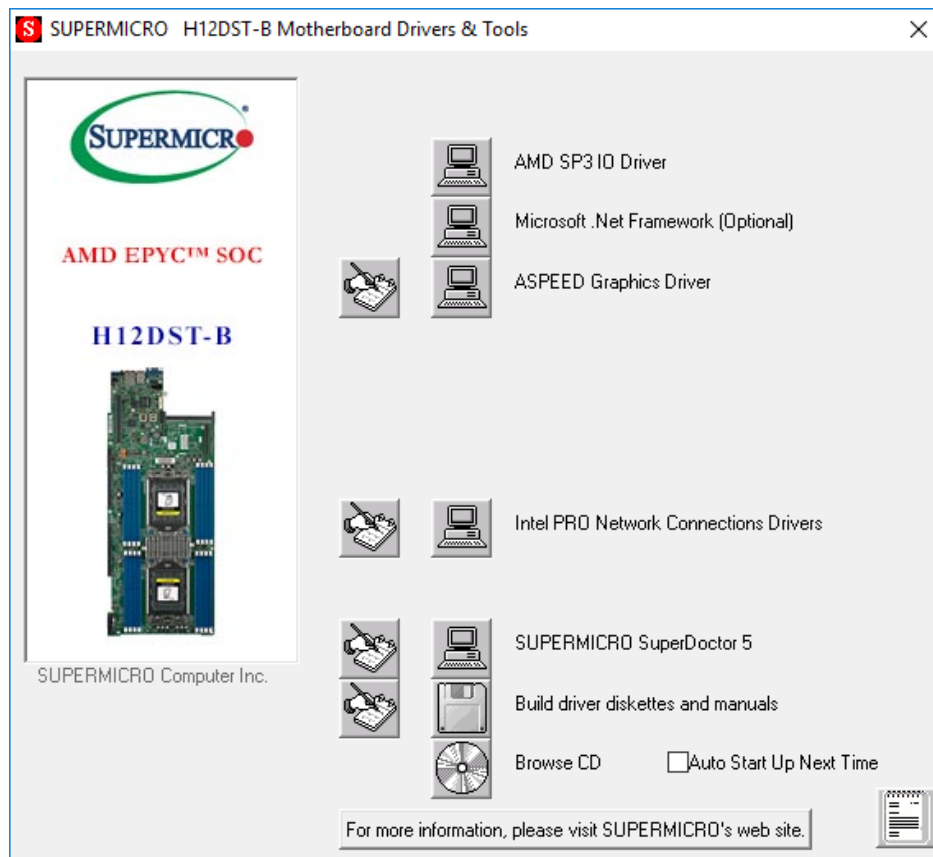 S SUPERMICRO H12DST-B Motherboard Drivers & Tools
SUPERMICRO®
AMD EPYC™ SOC
H12DST-B
SUPERMICRO Computer Inc.
AMD SP3 IO Driver
Microsoft .Net Framework (Optional)
ASPEED Graphics Driver
Intel PRO Network Connections Drivers
SUPERMICRO SuperDoctor 5
Build driver diskettes and manuals
Browse CD Auto Start Up Next Time
For more information, please visit SUPERMICRO's web site.